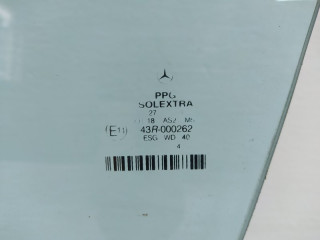 PPG
SOLEXTRA
27
18 AS2
E11 43R-000262
ESG WD 40
4